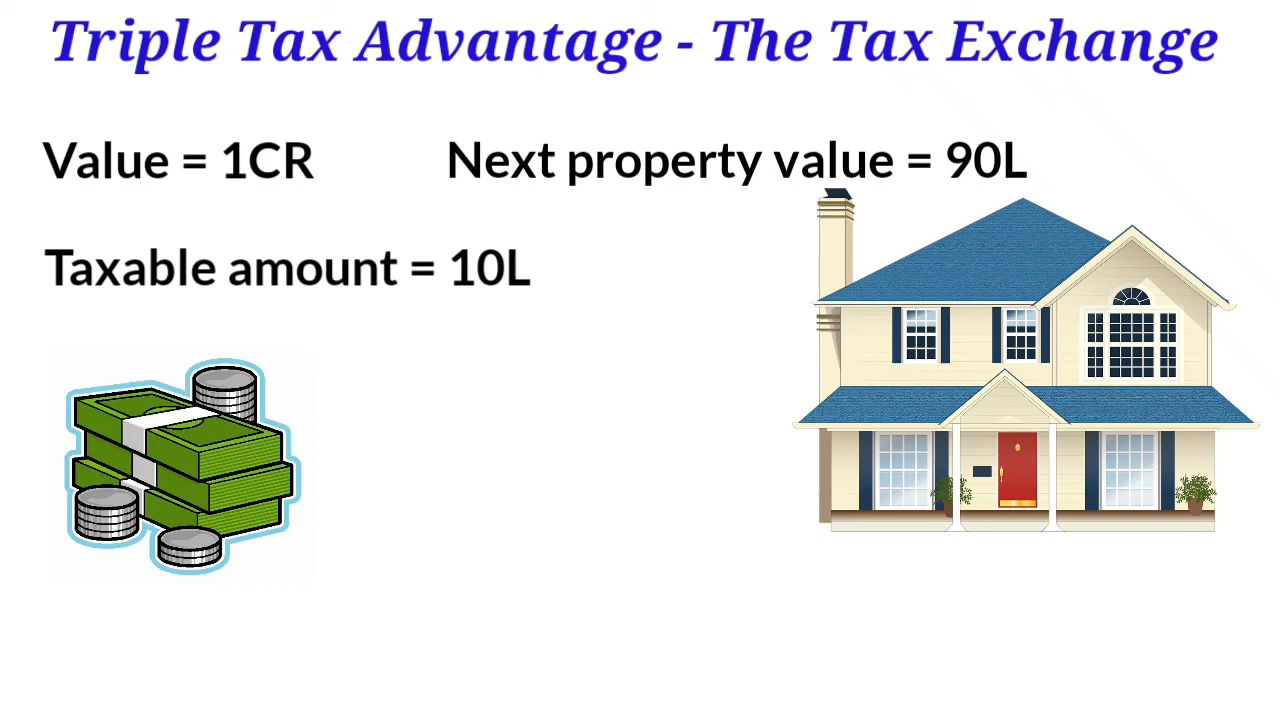 Triple Tax Advantage - The Tax Exchange
Value = 1CR
Next property value = 90L
Taxable amount = 10L